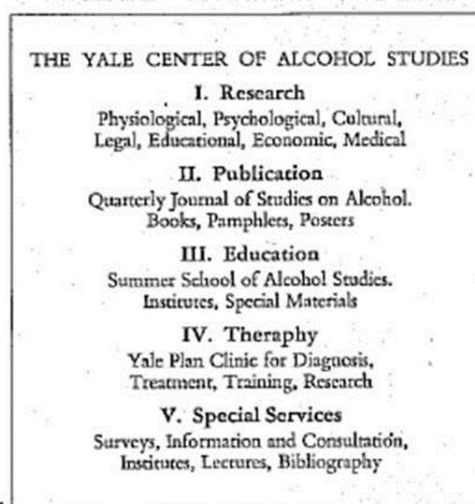 THE YALE CENTER OF ALCOHOL STUDIES
I. Research
Physiological, Psychological, Cultural,
Legal, Educational, Economic, Medical
II. Publication
Quarterly Journal of Studies on Alcohol.
Books, Pamphlets, Posters
III. Education
Summer School of Alcohol Studies.
Institutes, Special Materials
IV. Theraphy
Yale Plan Clinic for Diagnosis,
Treatment, Training, Research
V. Special Services
Surveys, Information and Consultation,
Institutes, Lectures, Bibliography